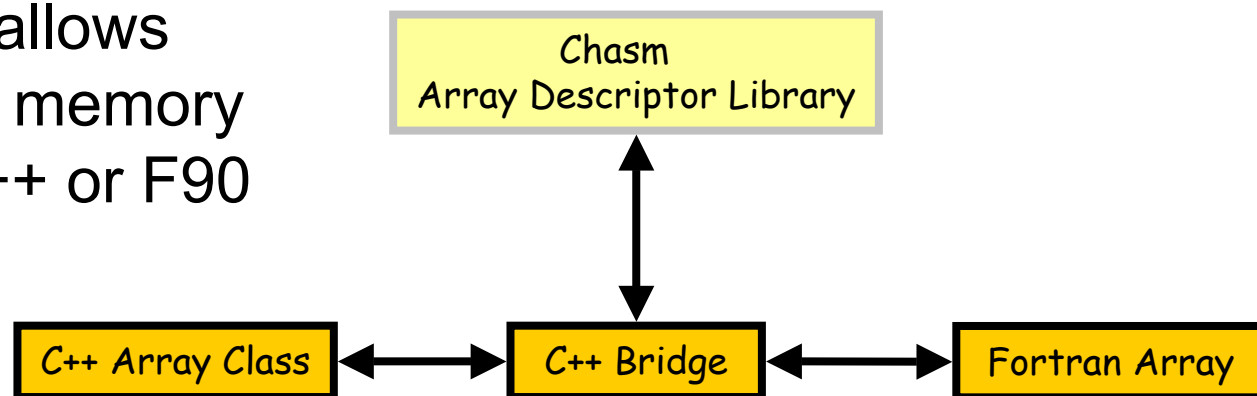 allows
memory
++ or F90
Chasm
Array Descriptor Library
C++ Array Class
C++ Bridge
Fortran Array